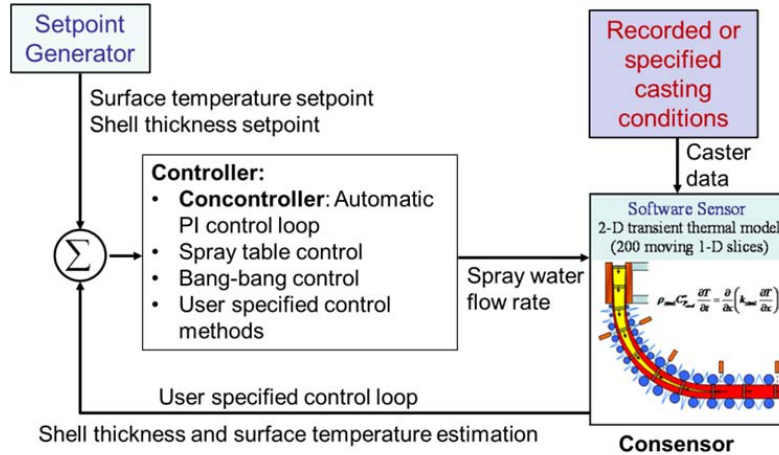 Setpoint
Generator
Recorded or
specified
casting
conditions
Surface temperature setpoint
Shell thickness setpoint
Caster
data
Controller:
• Concontroller: Automatic
PI control loop
• Spray table control
• Bang-bang control
• User specified control
methods
Σ
Spray water
flow rate
Software Sensor
2-D transient thermal model
(200 moving 1-D slices)
User specified control loop
Shell thickness and surface temperature estimation
Consensor